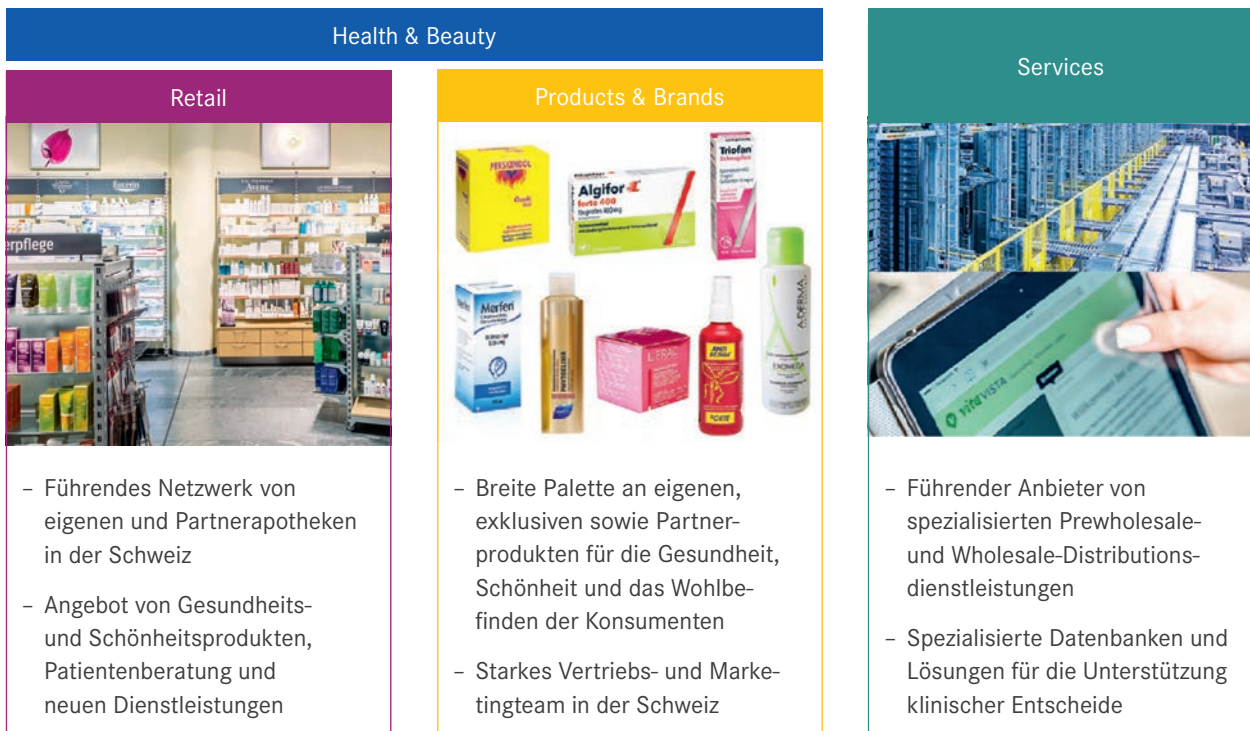 Health & Beauty
Retail
Eucerin
Avène
erpflege
– Führendes Netzwerk von
eigenen und Partnerapotheken
in der Schweiz
– Angebot von Gesundheits-
und Schönheitsprodukten,
Patientenberatung und
neuen Dienstleistungen
Products & Brands
PERSKINDOL
Algifor
forte 400
Triofan
Merfen
A-DERMA
EXOMEGA
ANTI
FORTE
– Breite Palette an eigenen,
exklusiven sowie Partner-
produkten für die Gesundheit,
Schönheit und das Wohlbe-
finden der Konsumenten
– Starkes Vertriebs- und Marke-
tingteam in der Schweiz
Services
vitaVISTA
– Führender Anbieter von
spezialisierten Prewholesale-
und Wholesale-Distributions-
dienstleistungen
– Spezialisierte Datenbanken und
Lösungen für die Unterstützung
klinischer Entscheide